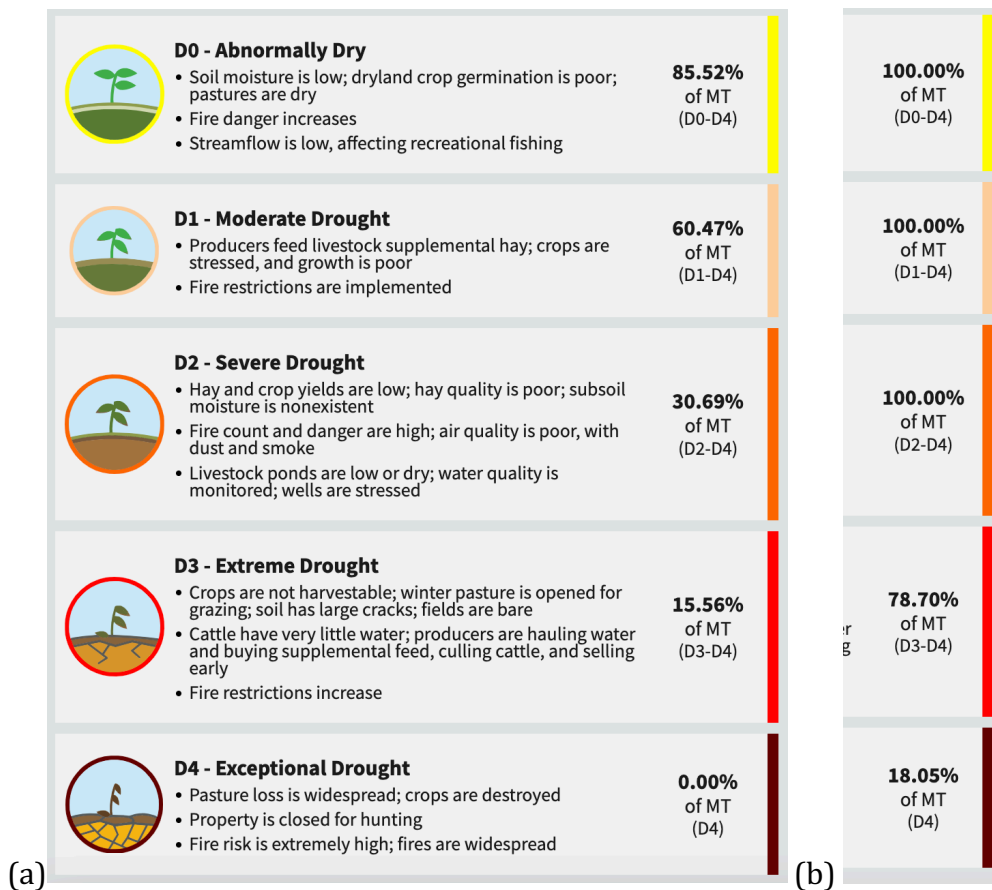 D0 - Abnormally Dry
• Soil moisture is low; dryland crop germination is poor;
pastures are dry
• Fire danger increases
• Streamflow is low, affecting recreational fishing
85.52%
of MT
(D0-D4)
100.00%
of MT
(D0-D4)
D1 - Moderate Drought
• Producers feed livestock supplemental hay; crops are
stressed, and growth is poor
• Fire restrictions are implemented
60.47%
of MT
(D1-D4)
100.00%
of MT
(D1-D4)
D2 - Severe Drought
• Hay and crop yields are low; hay quality is poor; subsoil
moisture is nonexistent
• Fire count and danger are high; air quality is poor, with
dust and smoke
• Livestock ponds are low or dry; water quality is
monitored; wells are stressed
30.69%
of MT
(D2-D4)
100.00%
of MT
(D2-D4)
D3 - Extreme Drought
• Crops are not harvestable; winter pasture is opened for
grazing; soil has large cracks; fields are bare
• Cattle have very little water; producers are hauling water
and buying supplemental feed, culling cattle, and selling
early
• Fire restrictions increase
15.56%
of MT
(D3-D4)
er
g
78.70%
of MT
(D3-D4)
D4 - Exceptional Drought
• Pasture loss is widespread; crops are destroyed
• Property is closed for hunting
• Fire risk is extremely high; fires are widespread
0.00%
of MT
(D4)
18.05%
of MT
(D4)
(a)
(b)